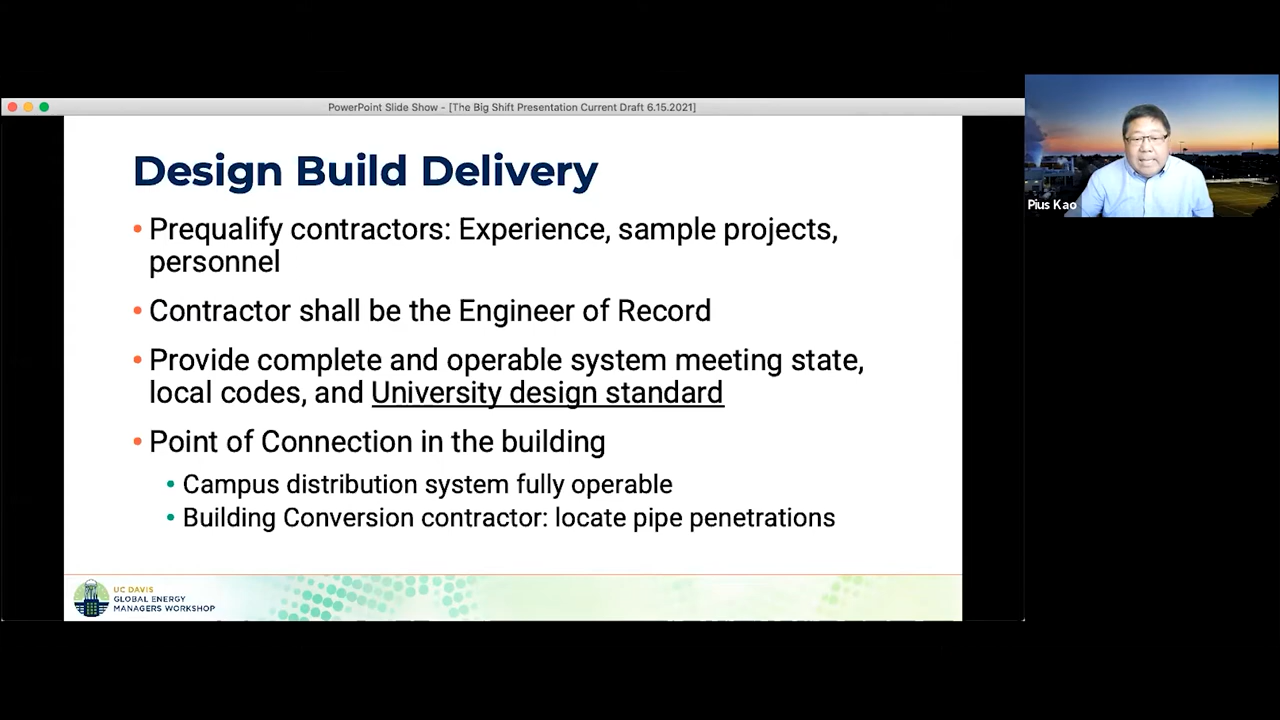 PowerPoint Slide Show - [The Big Shift Presentation Current Draft 6.15.2021]
Design Build Delivery
• Prequalify contractors: Experience, sample projects,
personnel
• Contractor shall be the Engineer of Record
• Provide complete and operable system meeting state,
local codes, and University design standard
• Point of Connection in the building
• Campus distribution system fully operable
• Building Conversion contractor: locate pipe penetrations
UC DAVIS
GLOBAL ENERGY
MANAGERS WORKSHOP
Pius Kao